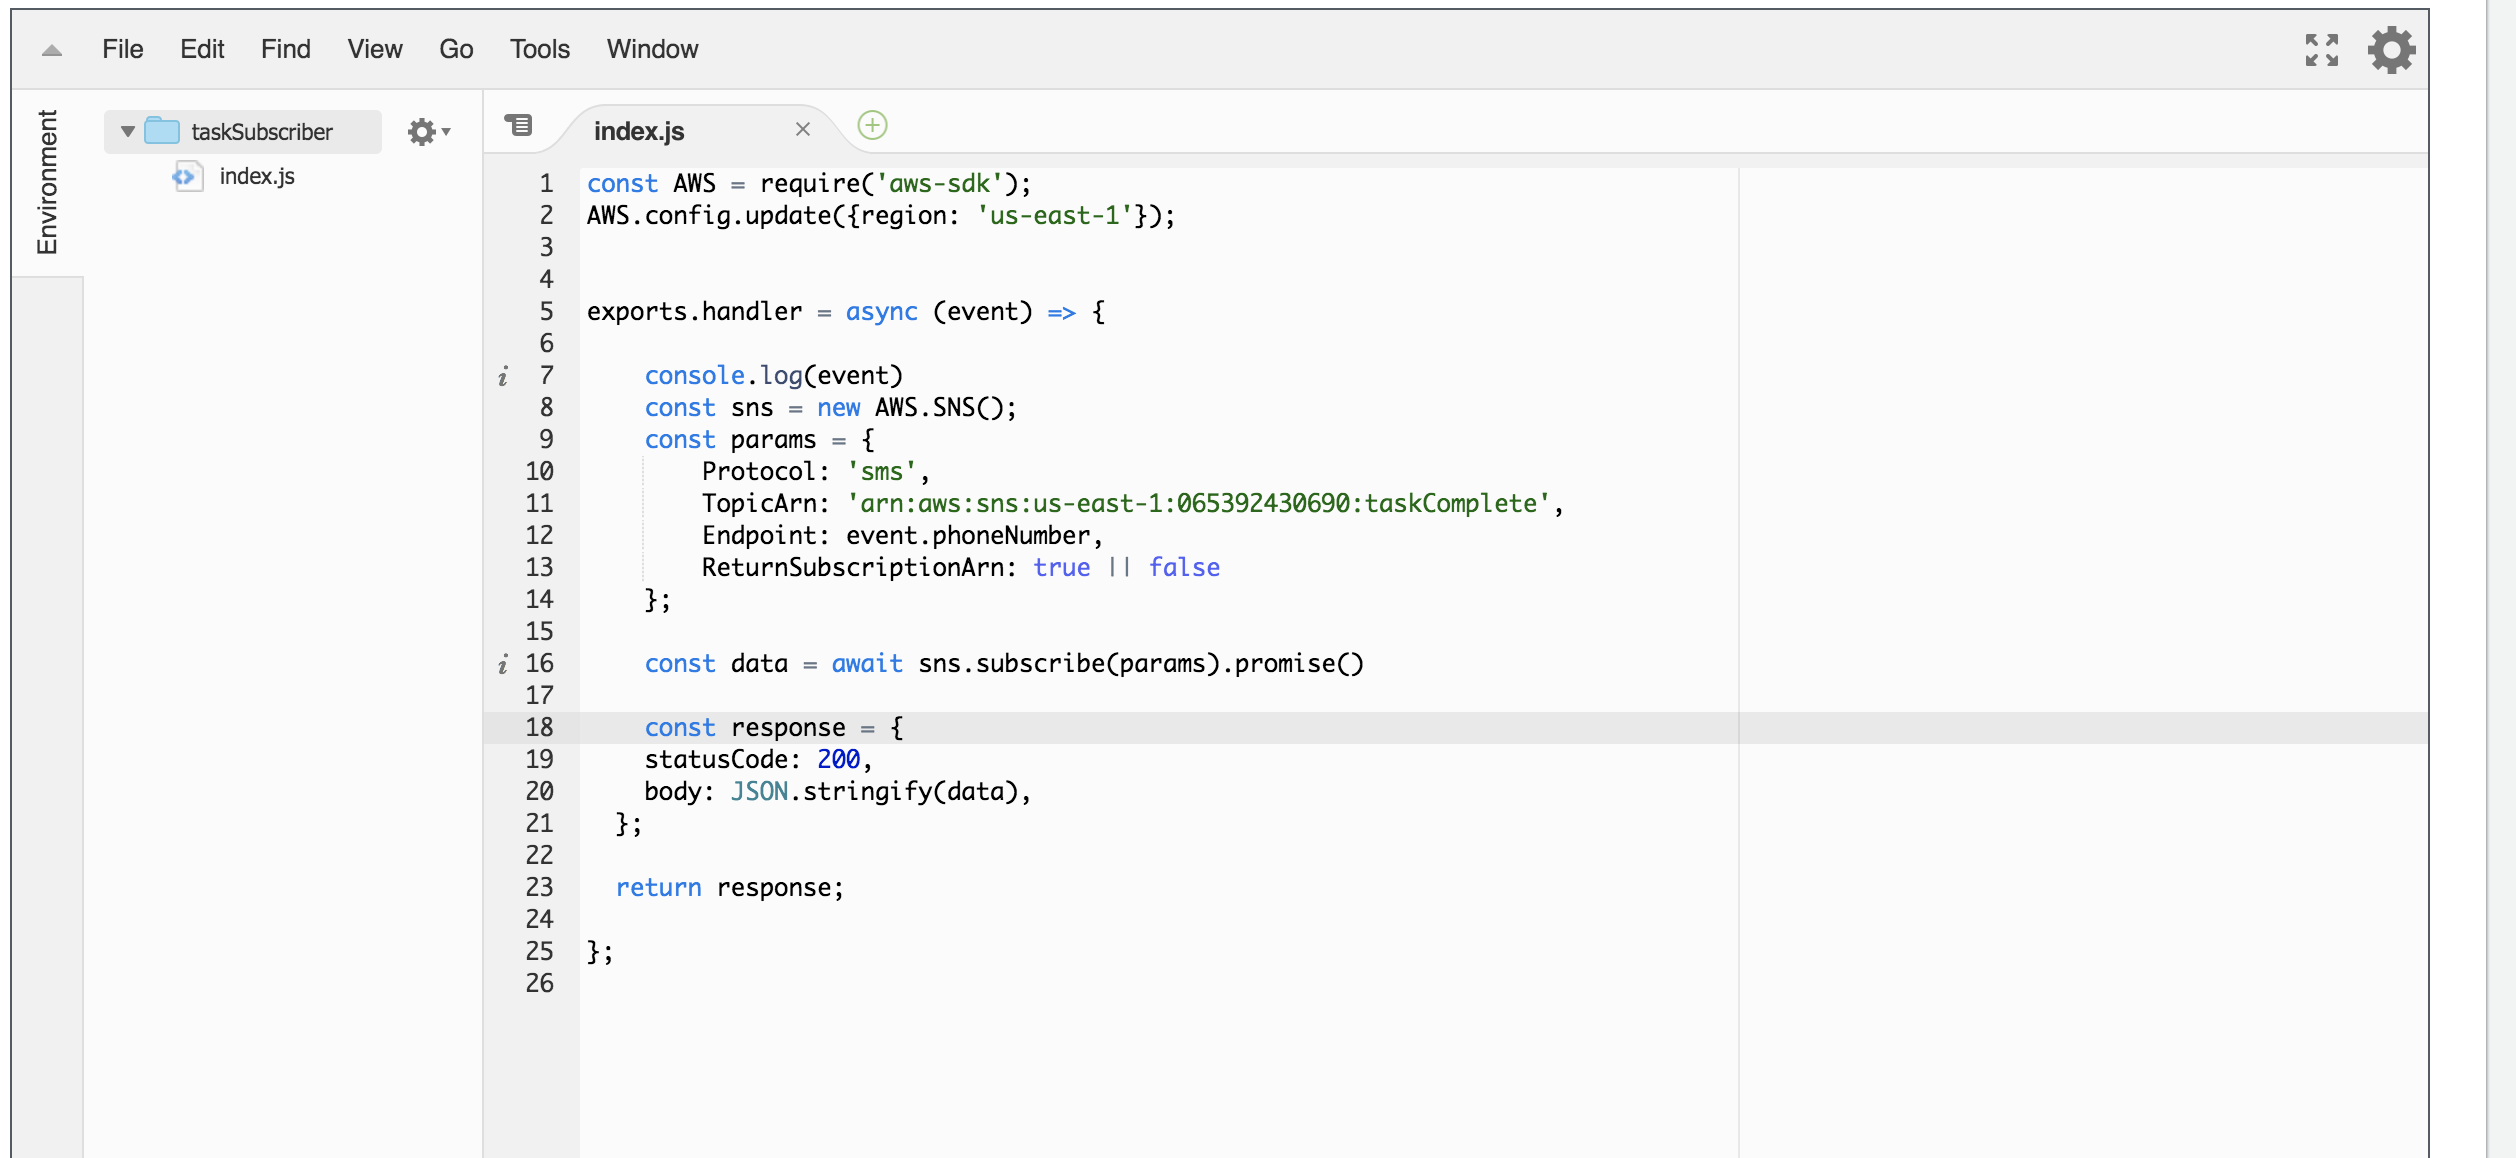 File Edit Find View Go Tools Window
Environment
taskSubscriber
index.js
index.js
1 const AWS = require('aws-sdk');
2 AWS.config.update({region: 'us-east-1'});
3
4
5 exports.handler = async (event) => {
6
i 7 console.log(event)
8 const sns = new AWS.SNS();
9 const params = {
10 Protocol: 'sms',
11 TopicArn: 'arn:aws:sns:us-east-1:065392430690:taskComplete',
12 Endpoint: event.phoneNumber,
13 ReturnSubscriptionArn: true || false
14 };
15
i 16 const data = await sns.subscribe(params).promise()
17
18 const response = {
19 statusCode: 200,
20 body: JSON.stringify(data),
21 };
22
23 return response;
24
25 };
26